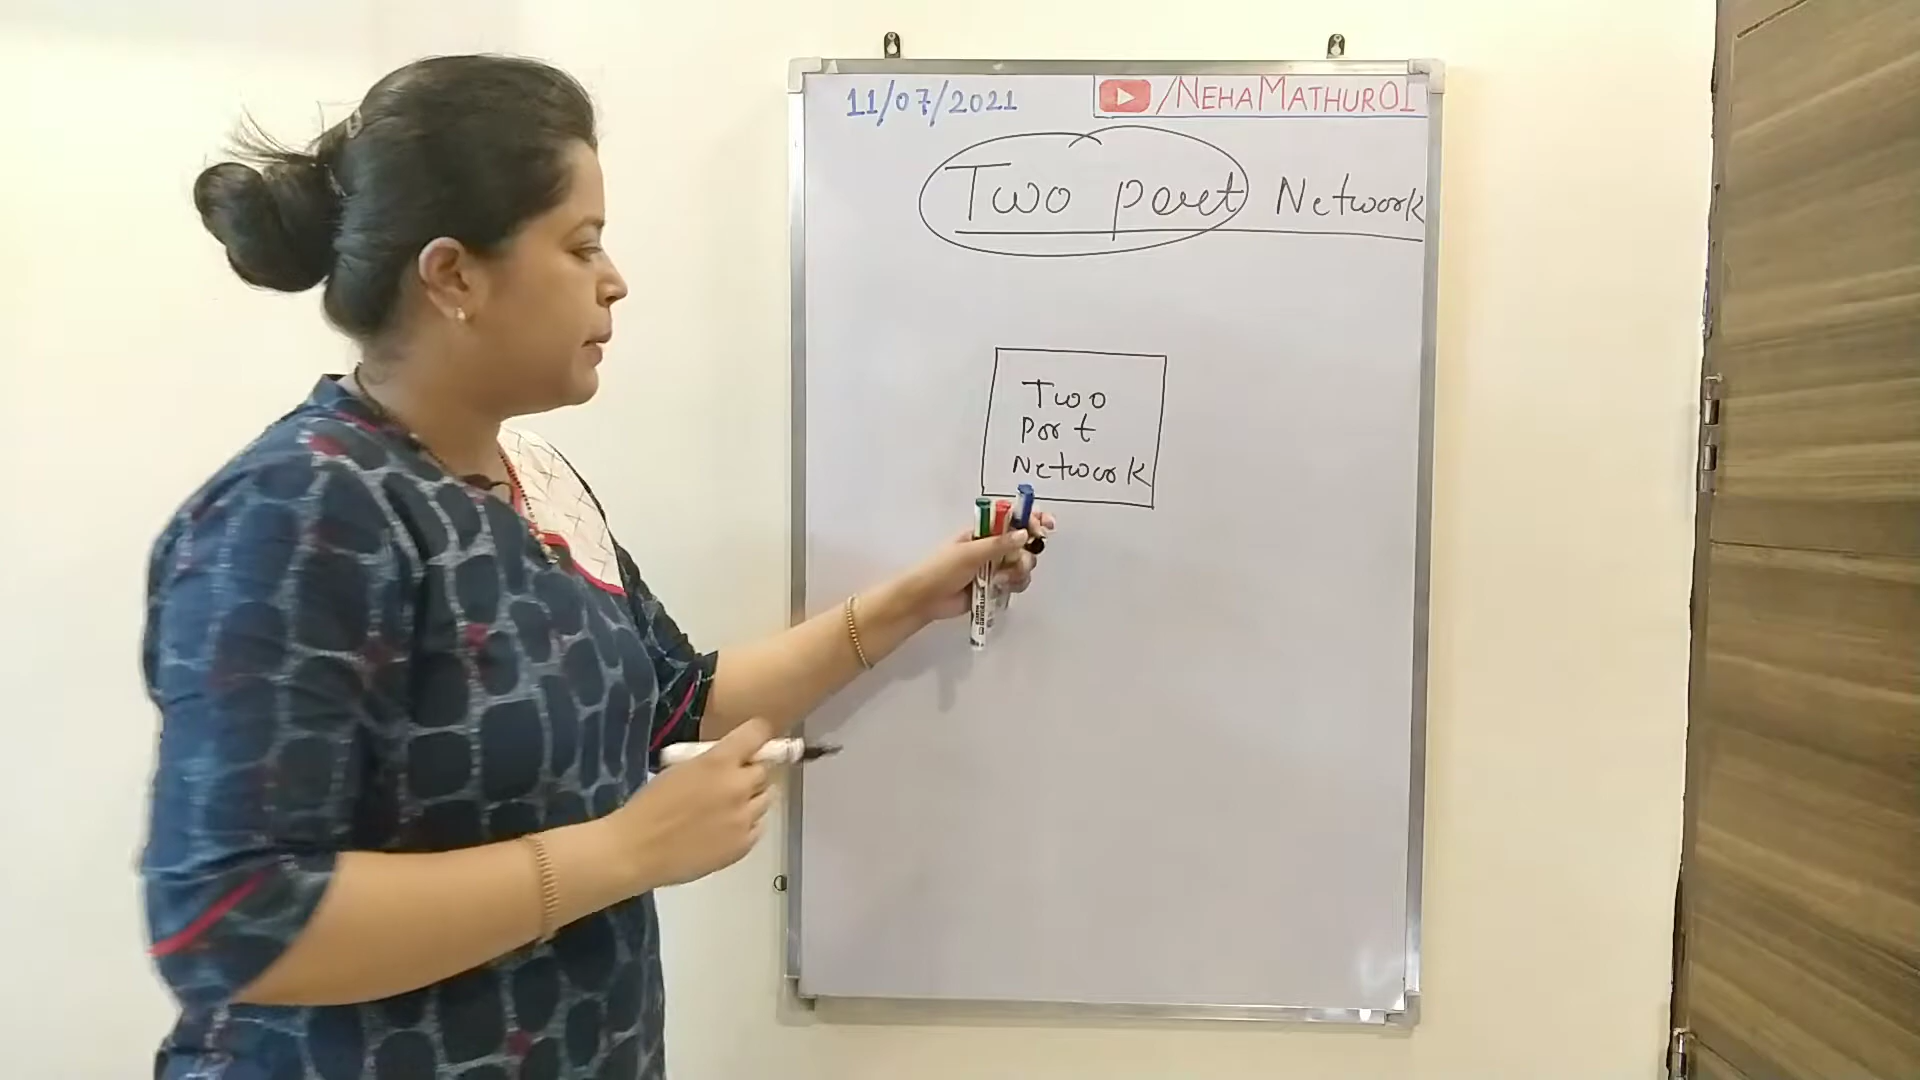 11/07/2021
/NEHAMATHUR01
Two port Network
Two
Port
Network